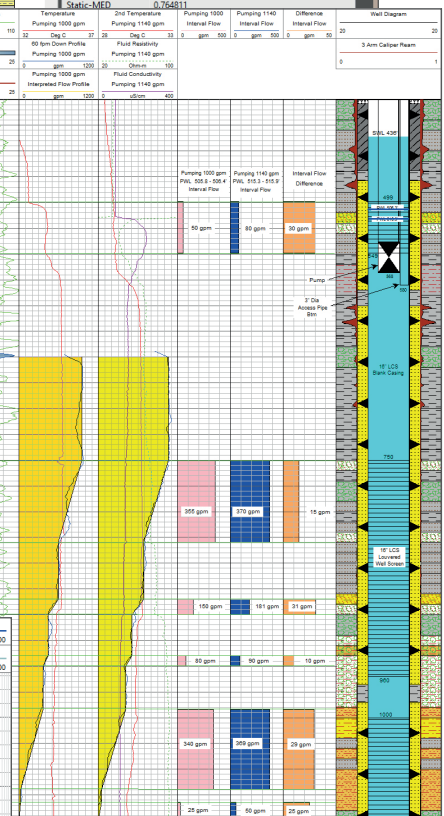 Static-MED 0.764811
Temperature
Pumping 1000 gpm
32 Deg C 37
60 fpm Down Profile
Pumping 1000 gpm
0 gpm 1200
Pumping 1000 gpm
Interpreted Flow Profile
0 gpm 1200
2nd Temperature
Pumping 1140 gpm
28 Deg C 33
Fluid Resistivity
Pumping 1140 gpm
20 Ohm-m 100
Fluid Conductivity
Pumping 1140 gpm
0 uS/cm 400
Pumping 1000
Interval Flow
0 gpm 500
Pumping 1140
Interval Flow
0 gpm 500
Difference
Interval Flow
0 gpm 50
Well Diagram
20 20
3 Arm Caliper Ream
0 1
110
25
25
Pumping 1000 gpm
PWL 505.8 - 506.4'
Interval Flow
Pumping 1140 gpm
PWL 515.3 - 515.9'
Interval Flow
Interval Flow
Difference
SWL 436'
499
50 gpm
80 gpm
30 gpm
549
Pump
3" Dia
Access Pipe
Btm
16" LCS
Blank Casing
750
355 gpm
370 gpm
15 gpm
16" LCS
Louvered
Well Screen
150 gpm
181 gpm
31 gpm
80 gpm
90 gpm
10 gpm
960
1000
340 gpm
369 gpm
29 gpm
25 gpm
50 gpm
25 gpm